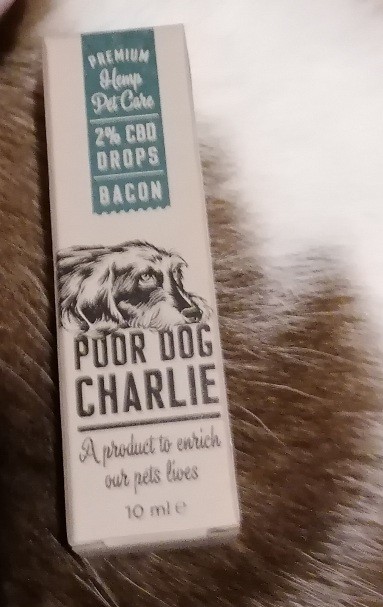 PREMIUM
Hemp
Pet Care
2% CBD
DROPS
BACON
POOR DOG
CHARLIE
A product to enrich
our pets lives
10 ml ℮